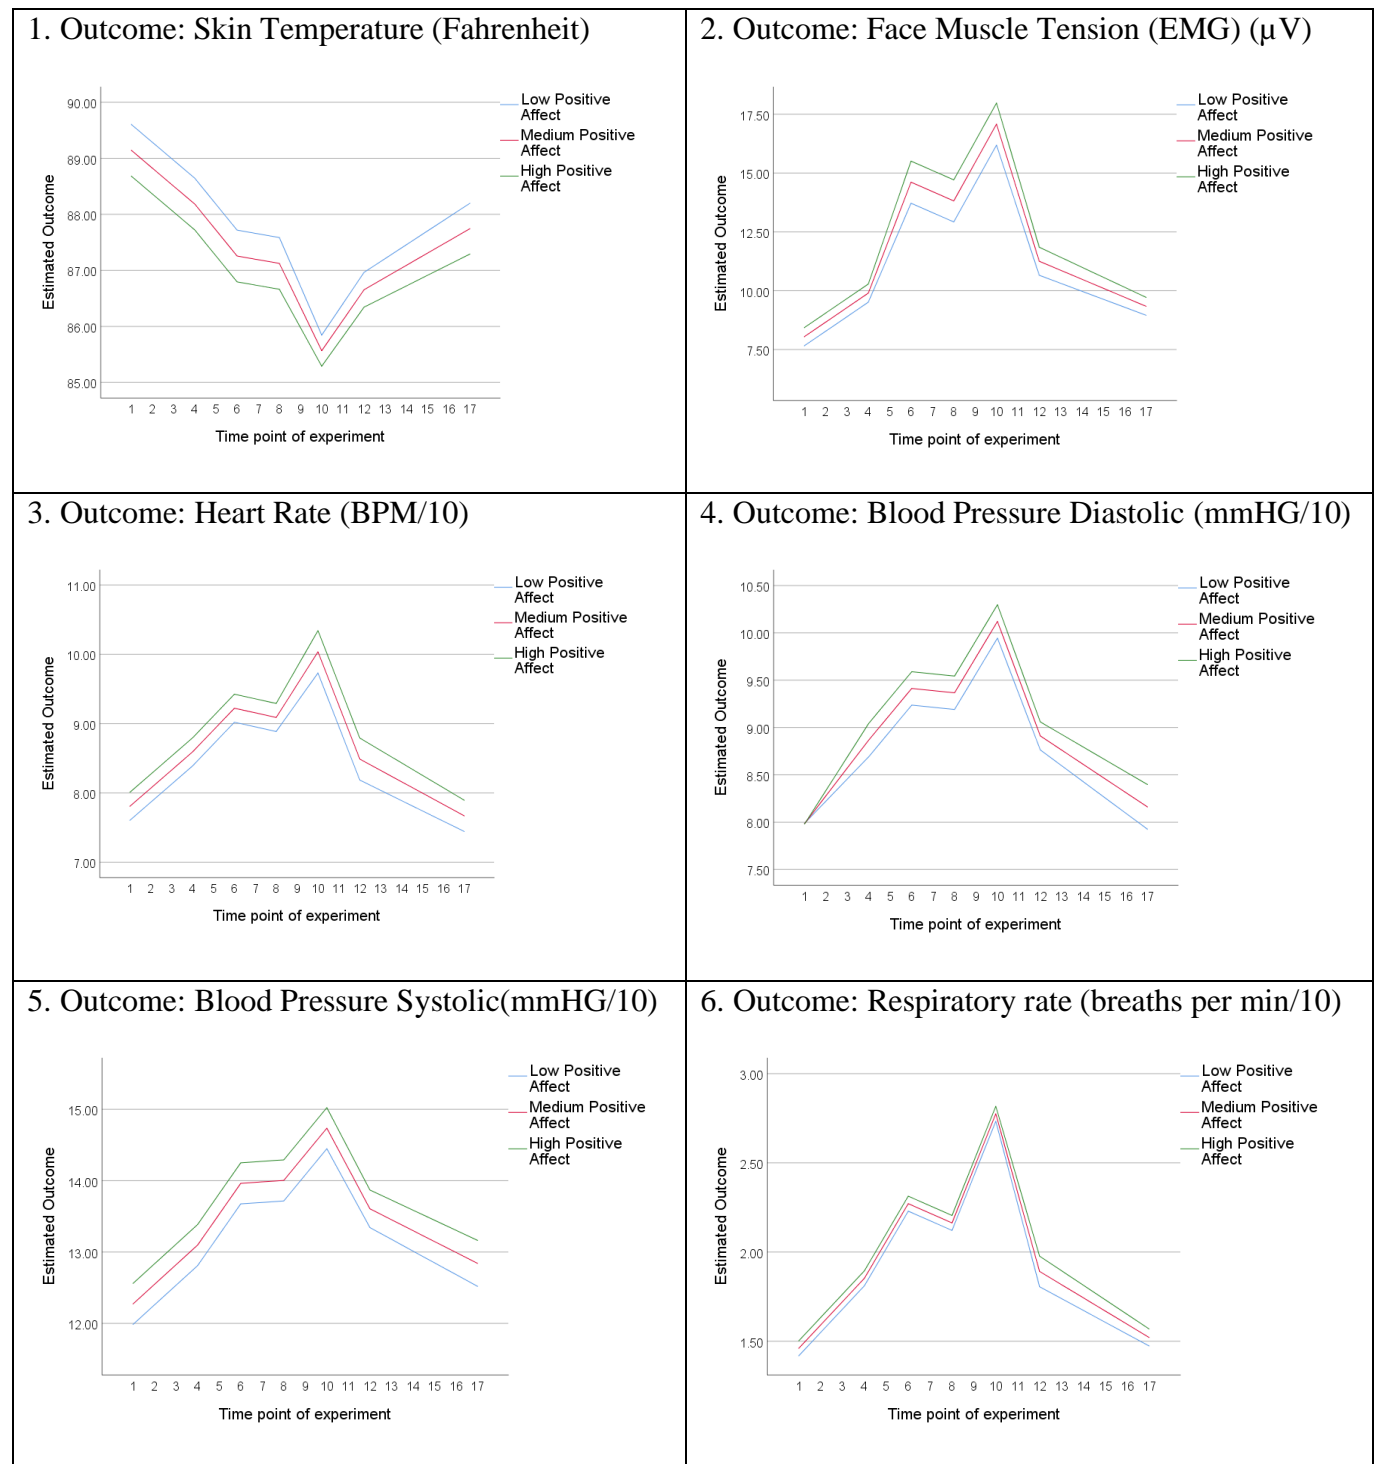 1. Outcome: Skin Temperature (Fahrenheit)
90.00
89.00
88.00
87.00
86.00
85.00
Estimated Outcome
1 2 3 4 5 6 7 8 9 10 11 12 13 14 15 16 17
Time point of experiment
Low Positive
Affect
Medium Positive
Affect
High Positive
Affect
2. Outcome: Face Muscle Tension (EMG) (µV)
17.50
15.00
12.50
10.00
7.50
Estimated Outcome
1 2 3 4 5 6 7 8 9 10 11 12 13 14 15 16 17
Time point of experiment
Low Positive
Affect
Medium Positive
Affect
High Positive
Affect
3. Outcome: Heart Rate (BPM/10)
11.00
10.00
9.00
8.00
7.00
Estimated Outcome
1 2 3 4 5 6 7 8 9 10 11 12 13 14 15 16 17
Time point of experiment
Low Positive
Affect
Medium Positive
Affect
High Positive
Affect
4. Outcome: Blood Pressure Diastolic (mmHG/10)
10.50
10.00
9.50
9.00
8.50
8.00
7.50
Estimated Outcome
1 2 3 4 5 6 7 8 9 10 11 12 13 14 15 16 17
Time point of experiment
Low Positive
Affect
Medium Positive
Affect
High Positive
Affect
5. Outcome: Blood Pressure Systolic(mmHG/10)
15.00
14.00
13.00
12.00
Estimated Outcome
1 2 3 4 5 6 7 8 9 10 11 12 13 14 15 16 17
Time point of experiment
Low Positive
Affect
Medium Positive
Affect
High Positive
Affect
6. Outcome: Respiratory rate (breaths per min/10)
3.00
2.50
2.00
1.50
Estimated Outcome
1 2 3 4 5 6 7 8 9 10 11 12 13 14 15 16 17
Time point of experiment
Low Positive
Affect
Medium Positive
Affect
High Positive
Affect